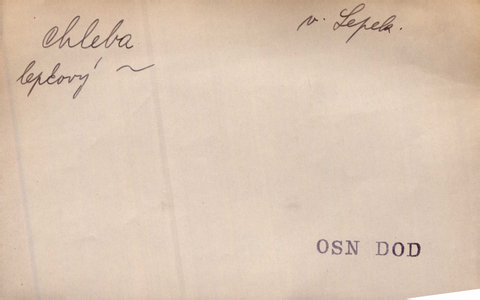 chleba
v. Lepek.
lepkový ~
OSN DOD